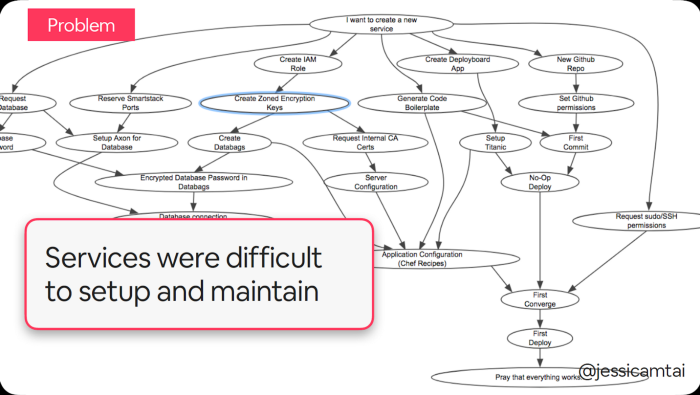 Problem
I want to create a new
service
Create IAM
Role
Create Deployboard
App
New Github
Repo
Request
Database
Reserve Smartstack
Ports
Create Zoned Encryption
Keys
Generate Code
Boilerplate
Set Github
permissions
Setup Axon for
Database
Create
Databags
Request Internal CA
Certs
Setup
Titanic
First
Commit
Encrypted Database Password in
Databags
Server
Configuration
No-Op
Deploy
Database connection
Request sudo/SSH
permissions
Services were difficult
to setup and maintain
Application Configuration
(Chef Recipes)
First
Converge
First
Deploy
Pray that everything works
@jessicamtai